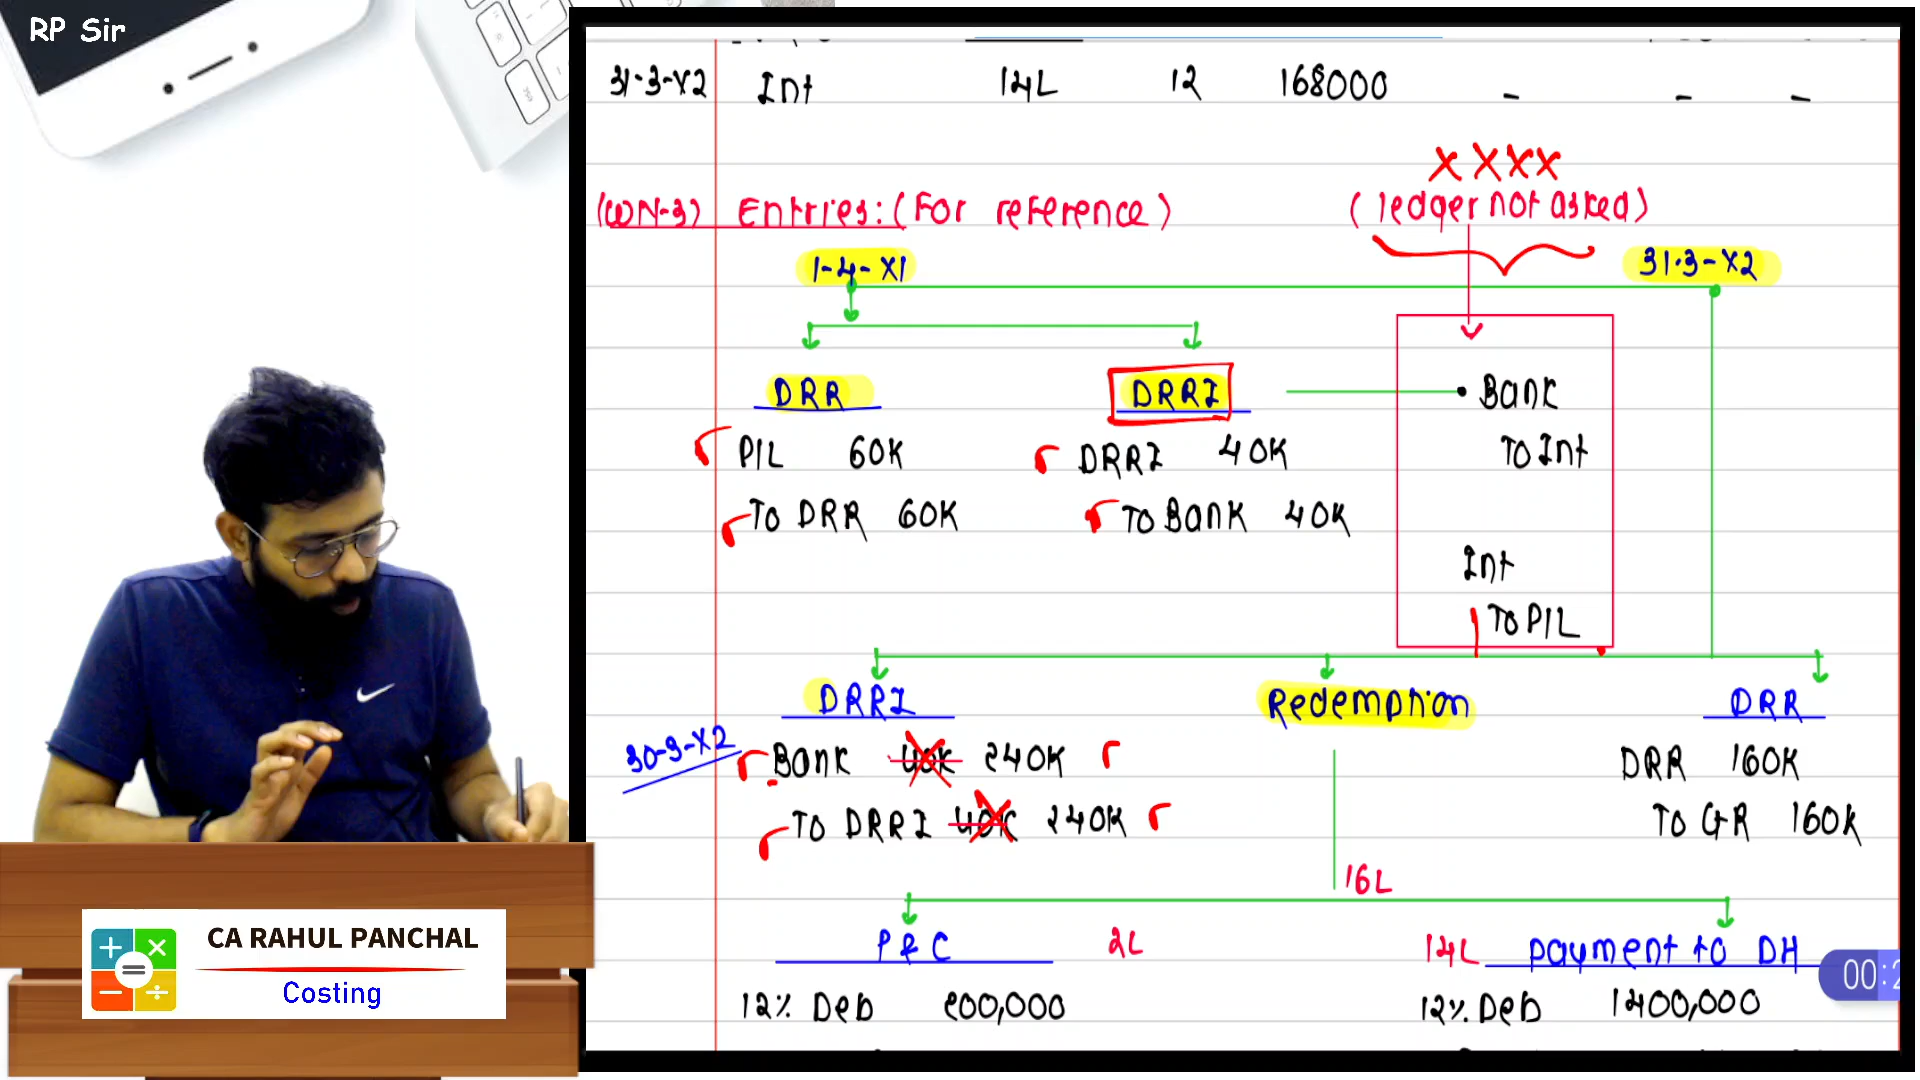 RP Sir
31-3-X2 Int 14L 12 168000 - - -
XXXX
(WN-3) Entries: (For reference) (ledger not asked)
1-4-X1 31-3-X2
DRR DRRI • Bank
P/L 60K DRRI 40K To Int
To DRR 60K To Bank 40K
Int
To P/L
DRRI Redemption DRR
30-3-X2 Bank 40K 240K DRR 160K
To DRRI 40K 240K To GR 160K
16L
P & C 2L 14L payment to DH
12% Deb 200,000 12% Deb 1400,000
CA RAHUL PANCHAL
Costing